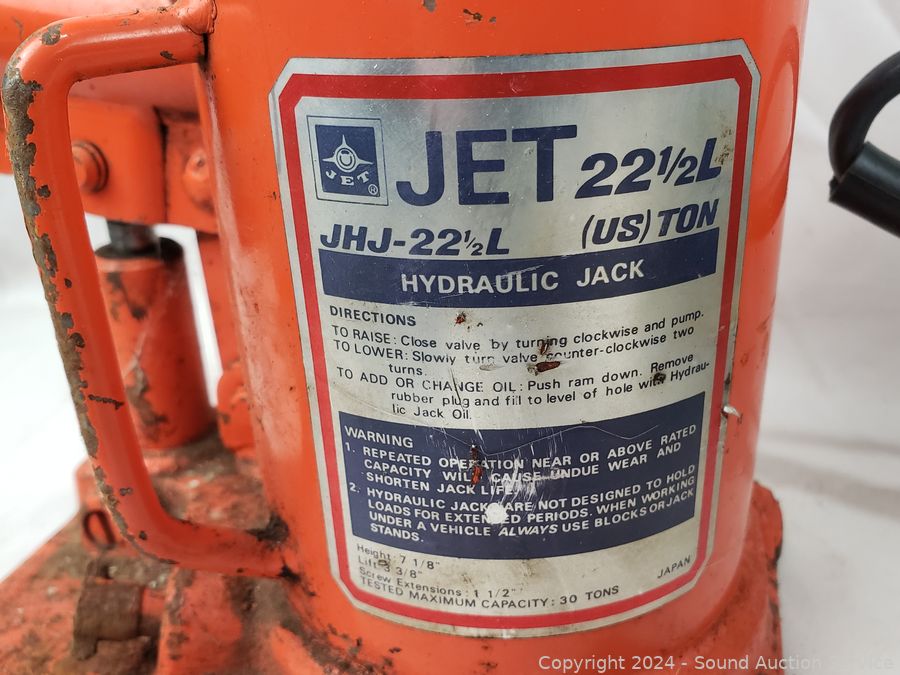 JET
®
JET 22½L
JHJ-22½L (US) TON
HYDRAULIC JACK
DIRECTIONS
TO RAISE: Close valve by turning clockwise and pump.
TO LOWER: Slowly turn valve counter-clockwise two
turns.
TO ADD OR CHANGE OIL: Push ram down. Remove
rubber plug and fill to level of hole with Hydrau-
lic Jack Oil.
WARNING
1. REPEATED OPERATION NEAR OR ABOVE RATED
CAPACITY WILL CAUSE UNDUE WEAR AND
SHORTEN JACK LIFE.
2. HYDRAULIC JACKS ARE NOT DESIGNED TO HOLD
LOADS FOR EXTENDED PERIODS. WHEN WORKING
UNDER A VEHICLE ALWAYS USE BLOCKS OR JACK
STANDS.
Height: 7 1/8"
Lift: 3 3/8"
Screw Extensions: 1 1/2"
TESTED MAXIMUM CAPACITY: 30 TONS JAPAN
Copyright 2024 - Sound Auction Service